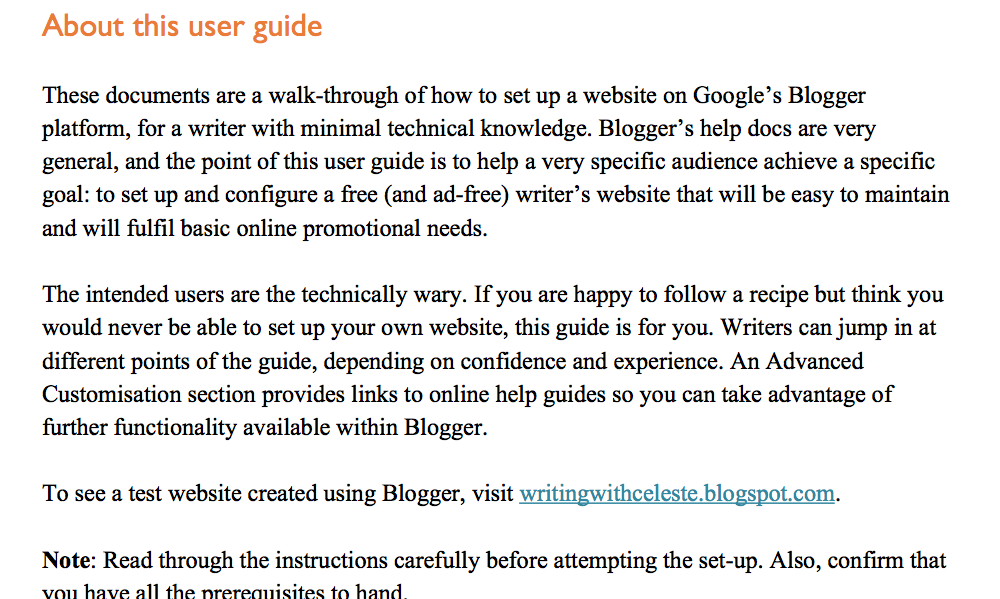 About this user guide
These documents are a walk-through of how to set up a website on Google’s Blogger
platform, for a writer with minimal technical knowledge. Blogger’s help docs are very
general, and the point of this user guide is to help a very specific audience achieve a specific
goal: to set up and configure a free (and ad-free) writer’s website that will be easy to maintain
and will fulfil basic online promotional needs.
The intended users are the technically wary. If you are happy to follow a recipe but think you
would never be able to set up your own website, this guide is for you. Writers can jump in at
different points of the guide, depending on confidence and experience. An Advanced
Customisation section provides links to online help guides so you can take advantage of
further functionality available within Blogger.
To see a test website created using Blogger, visit writingwithceleste.blogspot.com.
Note: Read through the instructions carefully before attempting the set-up. Also, confirm that
you have all the prerequisites to hand.